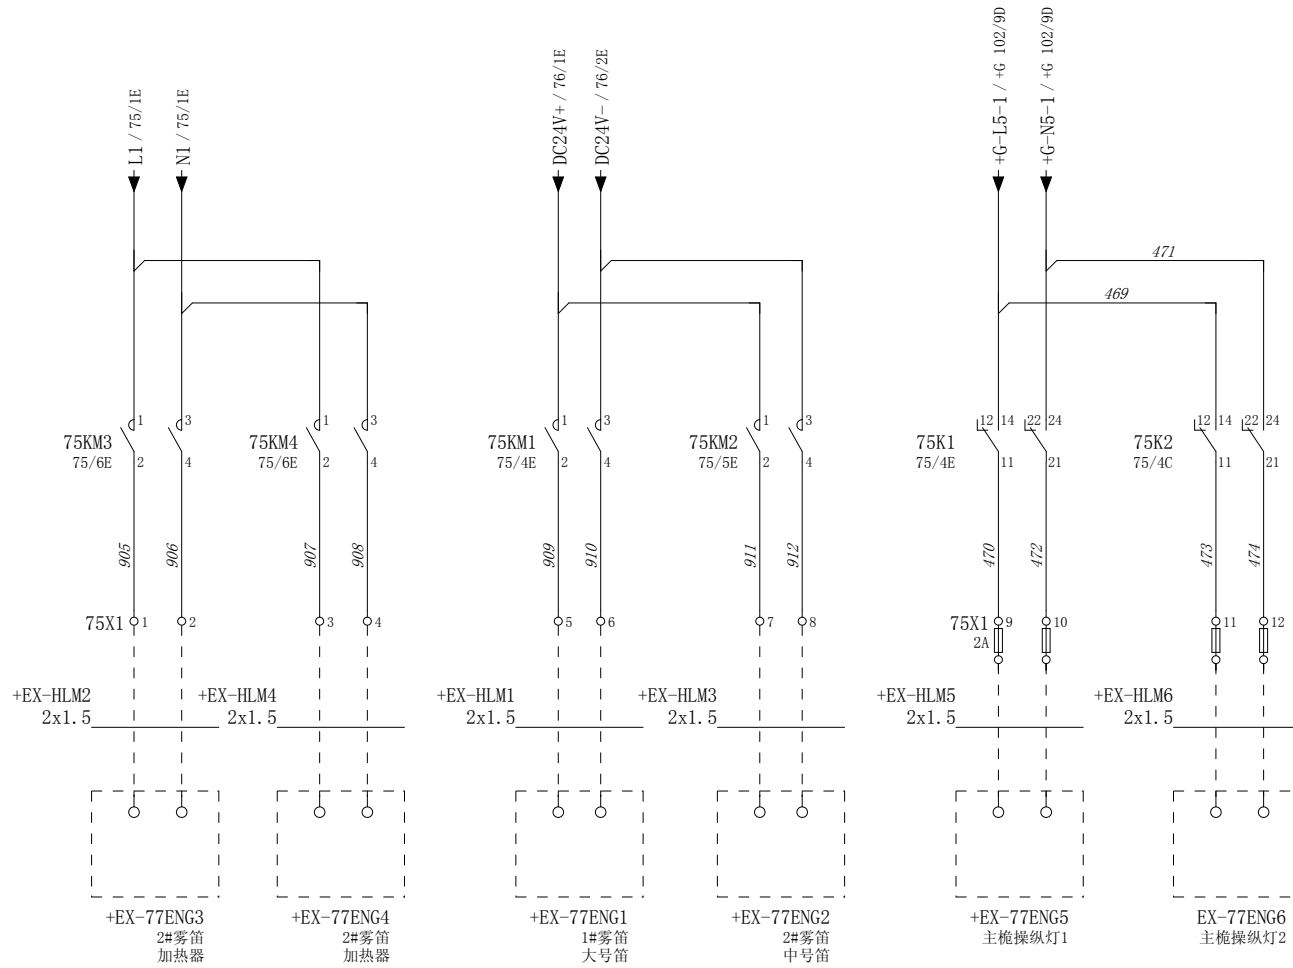 L1 / 75/1E
N1 / 75/1E
DC24V+ / 76/1E
DC24V- / 76/2E
+G-L5-1 / +G 102/9D
+G-N5-1 / +G 102/9D
471
469
75KM3
75/6E
1
2
3
4
75KM4
75/6E
1
2
3
4
75KM1
75/4E
1
2
3
4
75KM2
75/5E
1
2
3
4
75K1
75/4E
12 14
11
22 24
21
75K2
75/4C
12 14
11
22 24
21
905
906
907
908
909
910
911
912
470
472
473
474
75X1 1
2
3
4
5
6
7
8
75X1 9
2A
10
11
12
+EX-HLM2
2x1.5
+EX-HLM4
2x1.5
+EX-HLM1
2x1.5
+EX-HLM3
2x1.5
+EX-HLM5
2x1.5
+EX-HLM6
2x1.5
+EX-77ENG3
2#雾笛
加热器
+EX-77ENG4
2#雾笛
加热器
+EX-77ENG1
1#雾笛
大号笛
+EX-77ENG2
2#雾笛
中号笛
+EX-77ENG5
主桅操纵灯1
EX-77ENG6
主桅操纵灯2